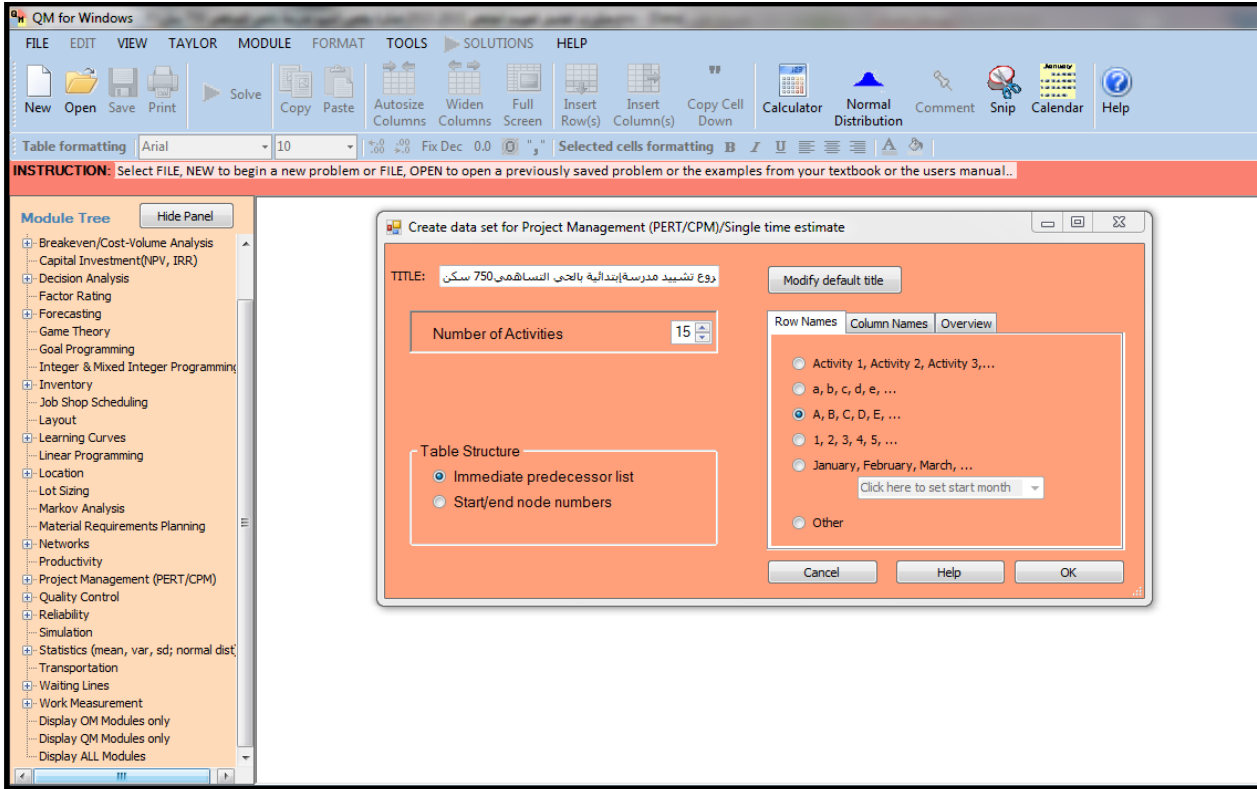 QM for Windows
FILE EDIT VIEW TAYLOR MODULE FORMAT TOOLS SOLUTIONS HELP
New Open Save Print Solve Copy Paste Autosize Columns Widen Columns Full Screen Insert Row(s) Insert Column(s) Copy Cell Down Calculator Normal Distribution Comment Snip Calendar Help
January
Table formatting Arial 10 Fix Dec 0.0 0 "," Selected cells formatting B I U A
INSTRUCTION: Select FILE, NEW to begin a new problem or FILE, OPEN to open a previously saved problem or the examples from your textbook or the users manual..
Module Tree Hide Panel
Breakeven/Cost-Volume Analysis
Capital Investment(NPV, IRR)
Decision Analysis
Factor Rating
Forecasting
Game Theory
Goal Programming
Integer & Mixed Integer Programming
Inventory
Job Shop Scheduling
Layout
Learning Curves
Linear Programming
Location
Lot Sizing
Markov Analysis
Material Requirements Planning
Networks
Productivity
Project Management (PERT/CPM)
Quality Control
Reliability
Simulation
Statistics (mean, var, sd; normal dist)
Transportation
Waiting Lines
Work Measurement
Display OM Modules only
Display QM Modules only
Display ALL Modules
Create data set for Project Management (PERT/CPM)/Single time estimate
TITLE: روع تشييد مدرسةإبتدائية بالحي التساهمي750 سكن
Modify default title
Number of Activities 15
Row Names Column Names Overview
Activity 1, Activity 2, Activity 3,...
a, b, c, d, e, ...
A, B, C, D, E, ...
1, 2, 3, 4, 5, ...
January, February, March, ...
Click here to set start month
Other
Table Structure
Immediate predecessor list
Start/end node numbers
Cancel Help OK